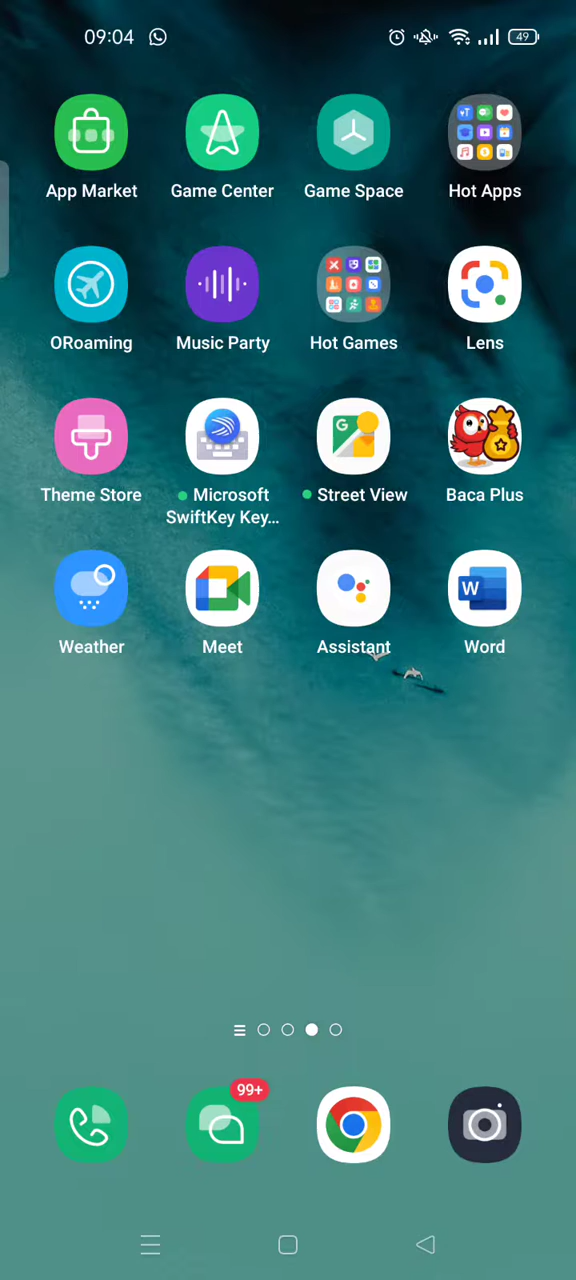 09:04 49
App Market Game Center Game Space Hot Apps
ORoaming Music Party Hot Games Lens
Theme Store Microsoft Street View Baca Plus
SwiftKey Key...
Weather Meet Assistant Word
99+